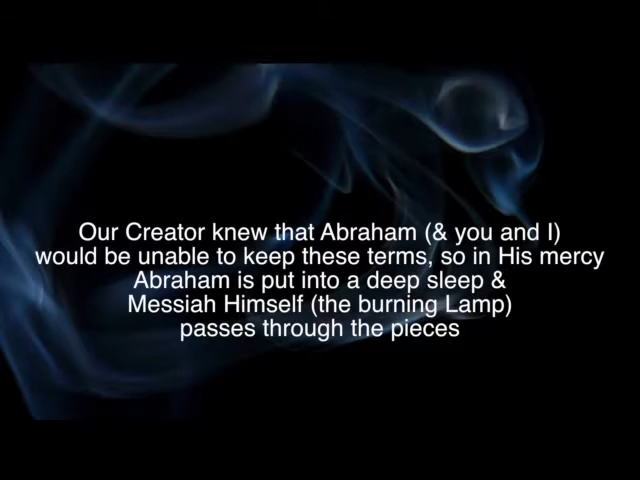 Our Creator knew that Abraham (& you and I)
would be unable to keep these terms, so in His mercy
Abraham is put into a deep sleep &
Messiah Himself (the burning Lamp)
passes through the pieces